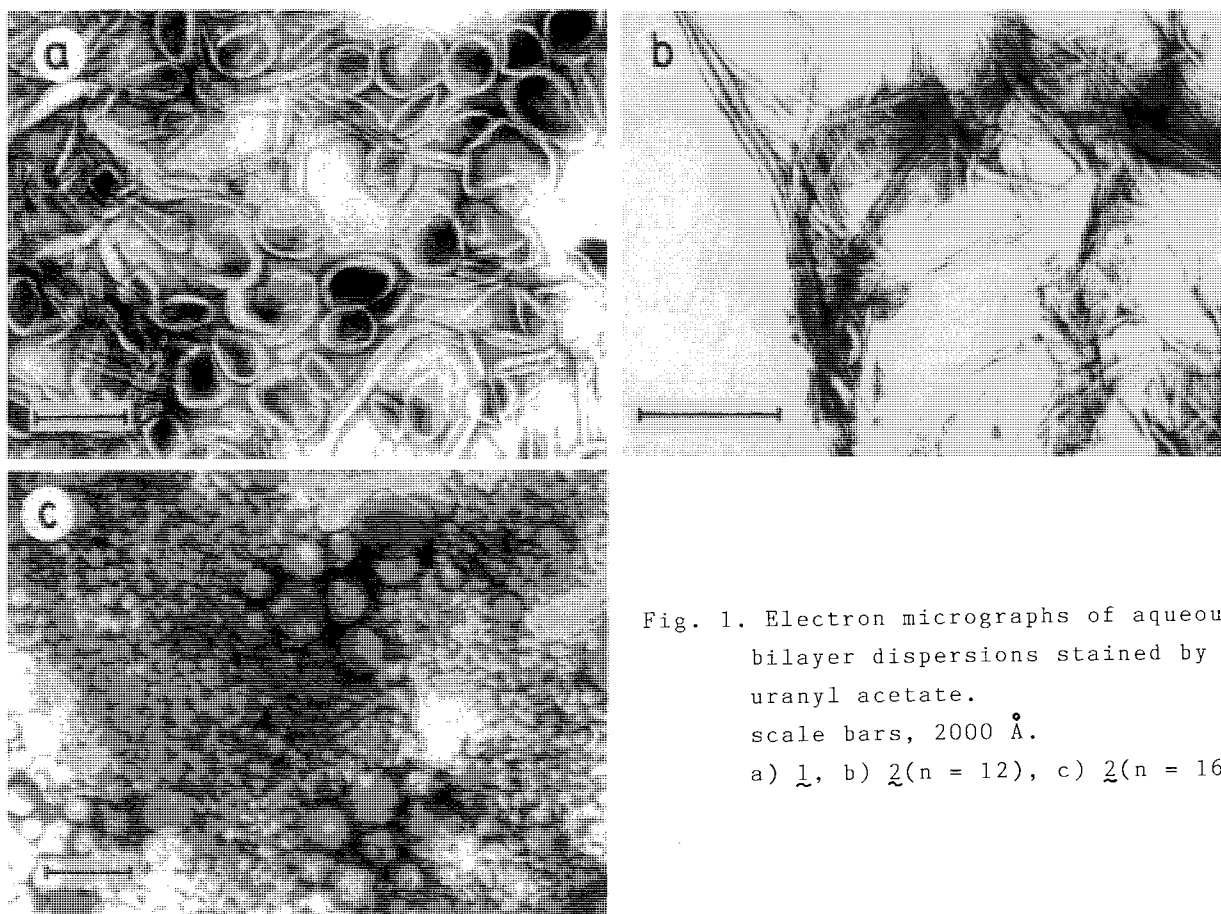 a
b
c
Fig. 1. Electron micrographs of aqueou
bilayer dispersions stained by
uranyl acetate.
scale bars, 2000 Å.
a) 1, b) 2(n = 12), c) 2(n = 16